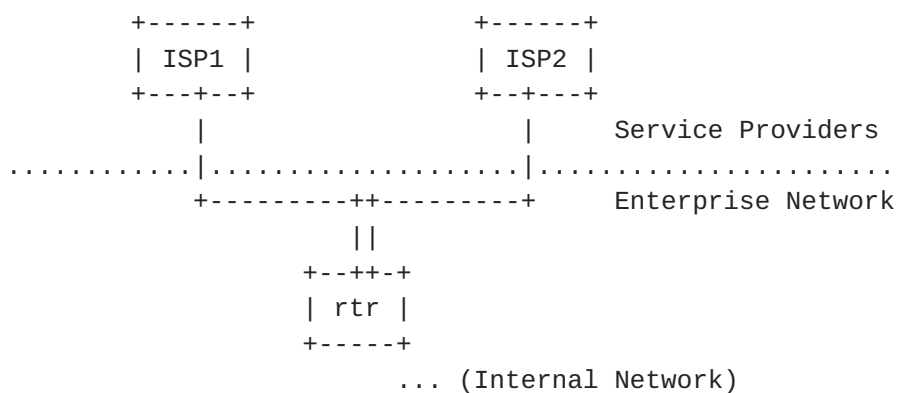 +------+              +------+
| ISP1 |              | ISP2 |
+---+--+              +--+---+
|                    |     Service Providers
............|....................|.......................
+---------++---------+     Enterprise Network
||
+--++-+
| rtr |
+-----+
... (Internal Network)